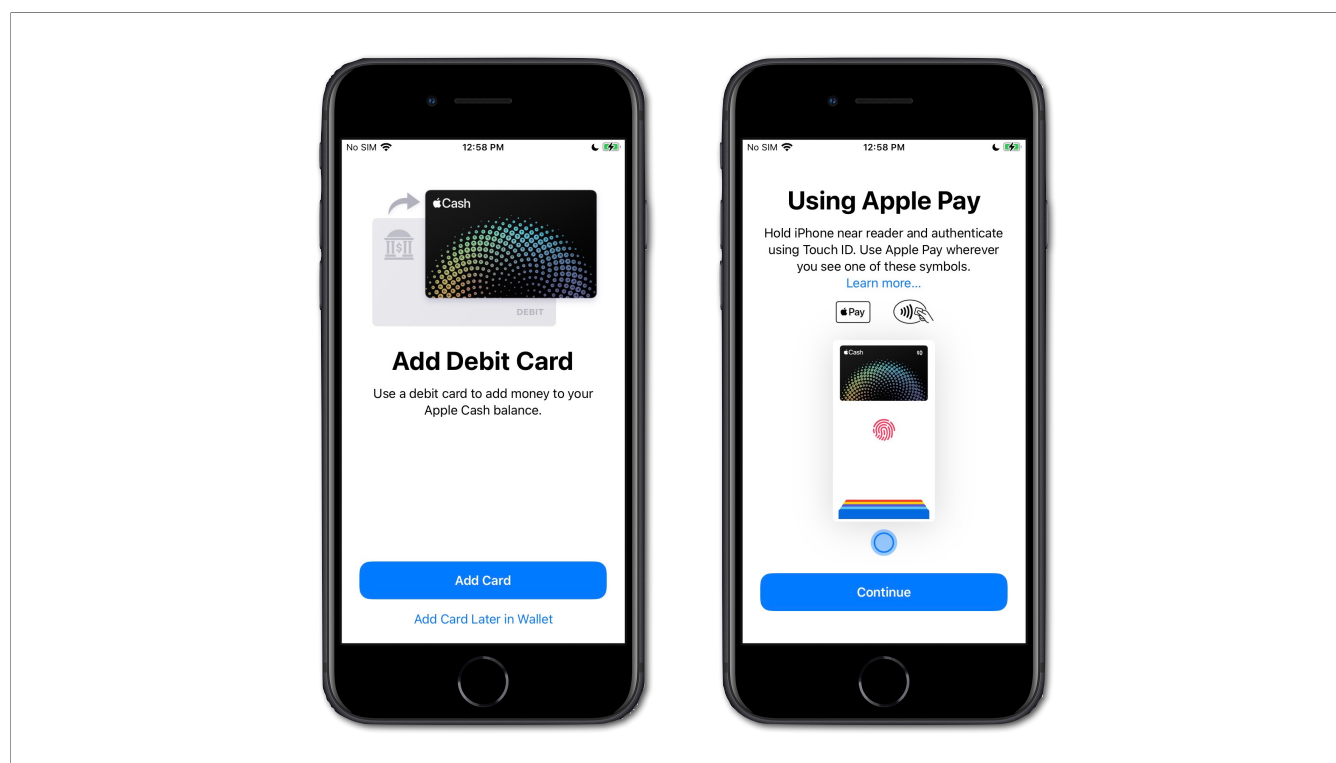 No SIM
12:58 PM
Cash
DEBIT
Add Debit Card
Use a debit card to add money to your
Apple Cash balance.
Add Card
Add Card Later in Wallet
No SIM
12:58 PM
Using Apple Pay
Hold iPhone near reader and authenticate
using Touch ID. Use Apple Pay wherever
you see one of these symbols.
Learn more...
Pay
Cash $0
Continue